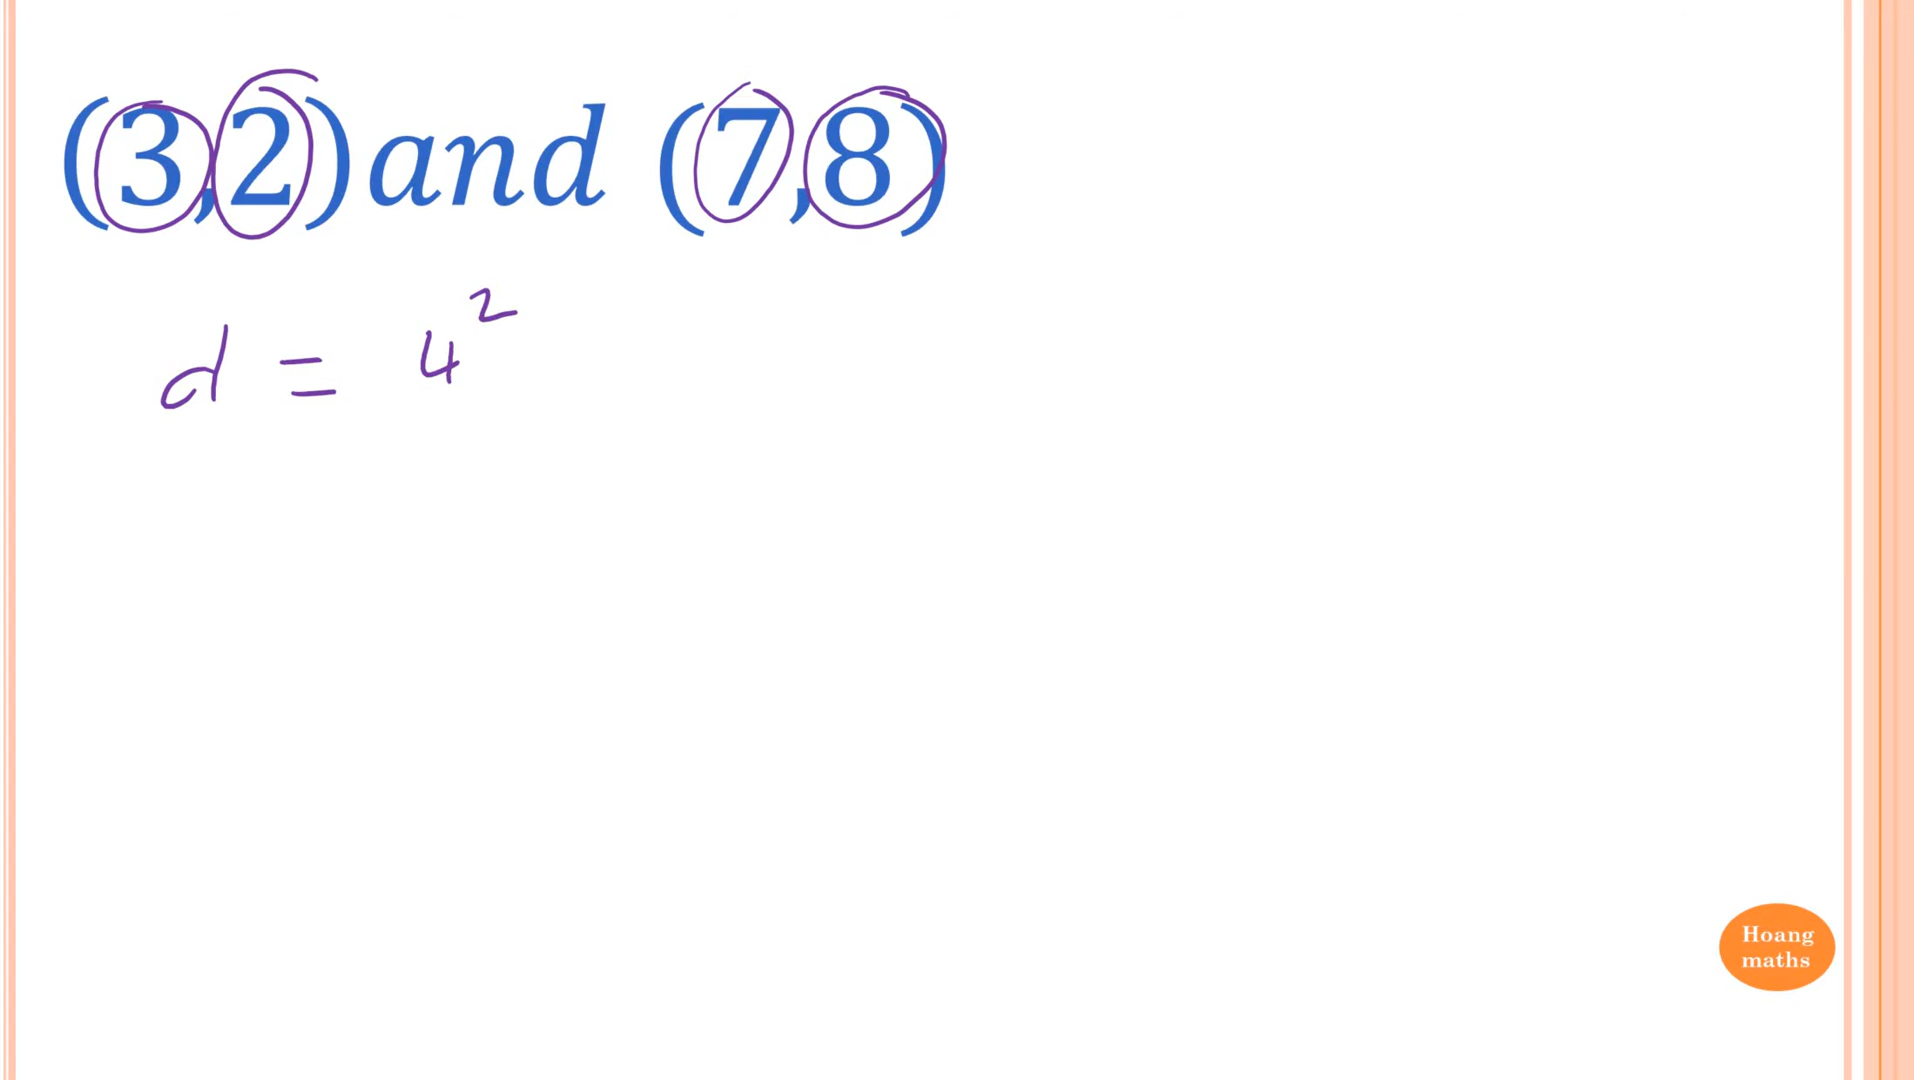 (3,2) and (7,8)
d = 4²
Hoang
maths